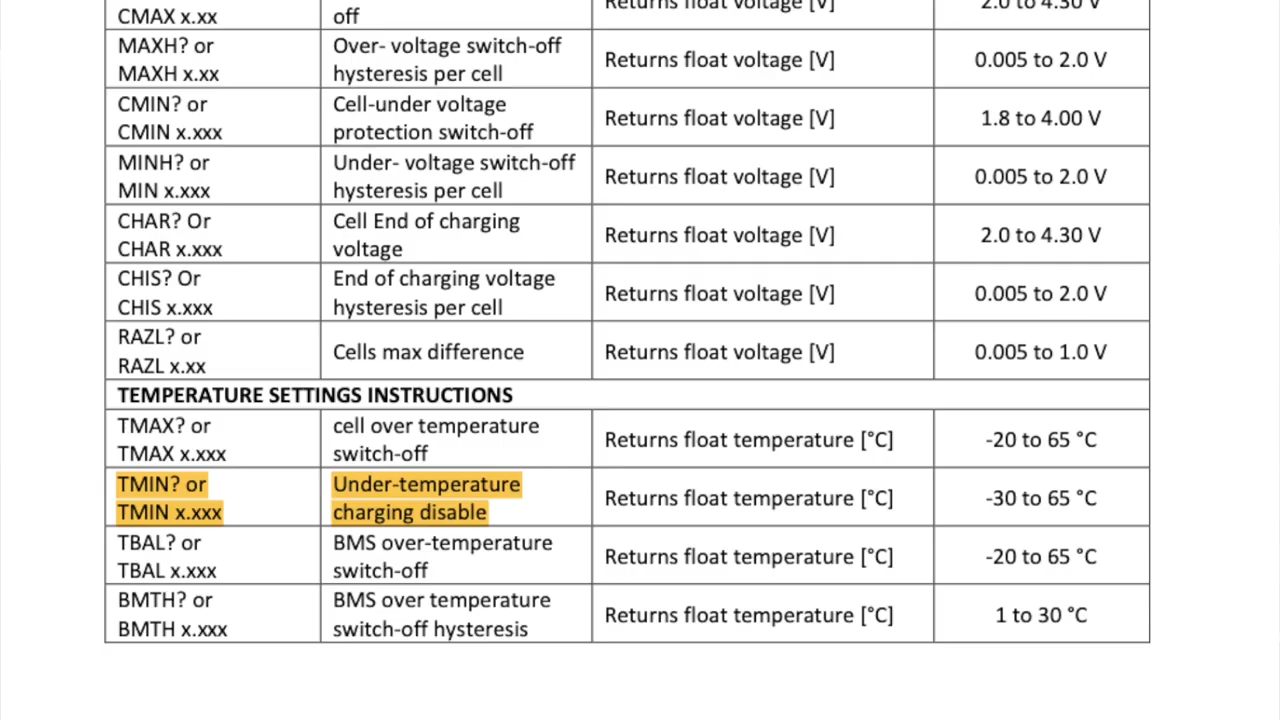 CMAX x.xx
off
Returns float voltage [V]
2.0 to 4.30 V
MAXH? or
MAXH x.xx
Over- voltage switch-off
hysteresis per cell
Returns float voltage [V]
0.005 to 2.0 V
CMIN? or
CMIN x.xxx
Cell-under voltage
protection switch-off
Returns float voltage [V]
1.8 to 4.00 V
MINH? or
MIN x.xxx
Under- voltage switch-off
hysteresis per cell
Returns float voltage [V]
0.005 to 2.0 V
CHAR? Or
CHAR x.xxx
Cell End of charging
voltage
Returns float voltage [V]
2.0 to 4.30 V
CHIS? Or
CHIS x.xxx
End of charging voltage
hysteresis per cell
Returns float voltage [V]
0.005 to 2.0 V
RAZL? or
RAZL x.xx
Cells max difference
Returns float voltage [V]
0.005 to 1.0 V
TEMPERATURE SETTINGS INSTRUCTIONS
TMAX? or
TMAX x.xxx
cell over temperature
switch-off
Returns float temperature [°C]
-20 to 65 °C
TMIN? or
TMIN x.xxx
Under-temperature
charging disable
Returns float temperature [°C]
-30 to 65 °C
TBAL? or
TBAL x.xxx
BMS over-temperature
switch-off
Returns float temperature [°C]
-20 to 65 °C
BMTH? or
BMTH x.xxx
BMS over temperature
switch-off hysteresis
Returns float temperature [°C]
1 to 30 °C